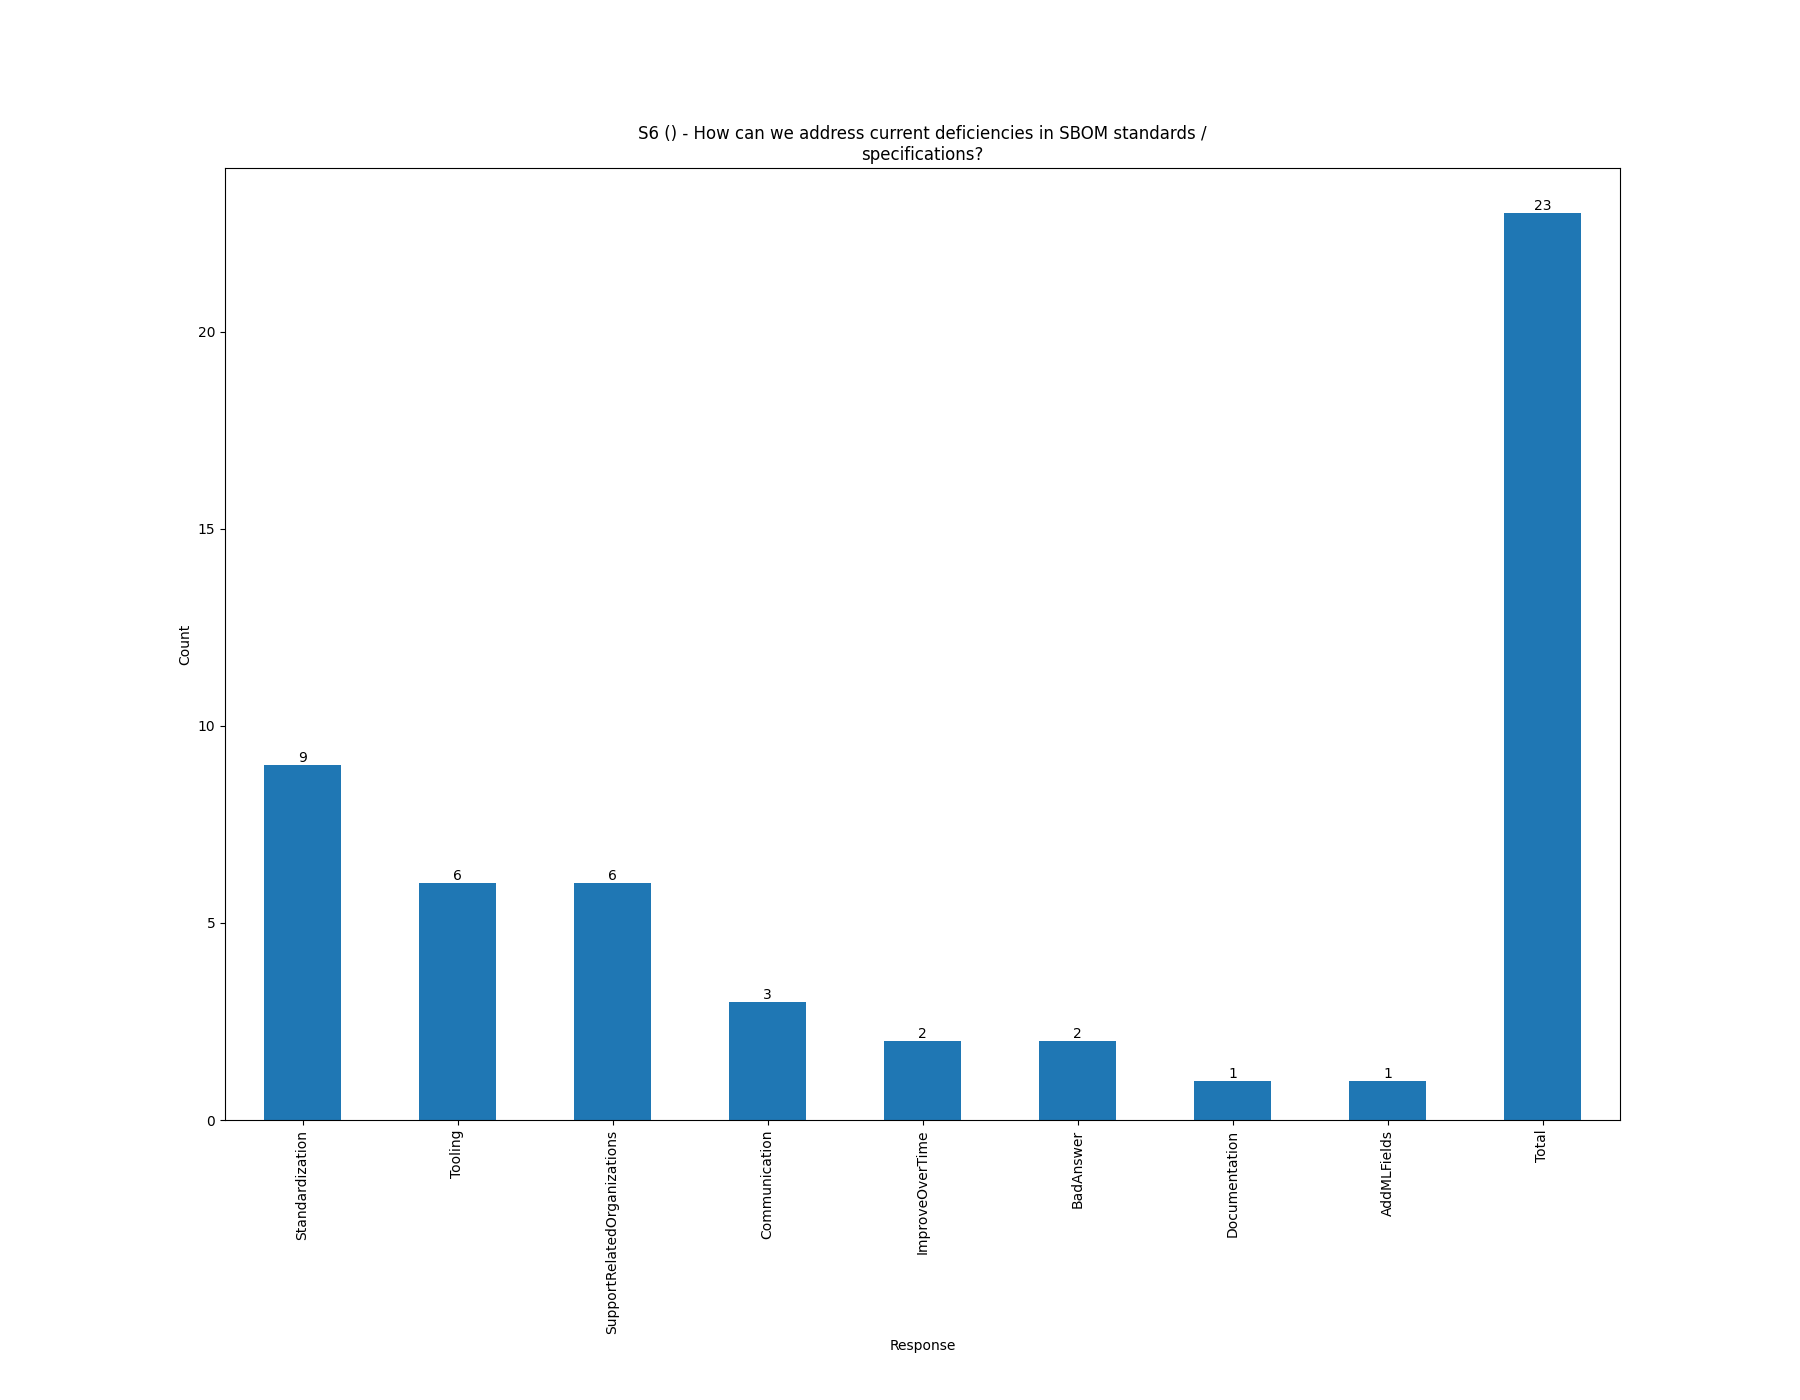 S6 () - How can we address current deficiencies in SBOM standards /
specifications?
23
20
15
10
9
6
6
5
3
2
2
1
1
0
Count
Standardization
Tooling
SupportRelatedOrganizations
Communication
ImproveOverTime
BadAnswer
Documentation
AddMLFields
Total
Response